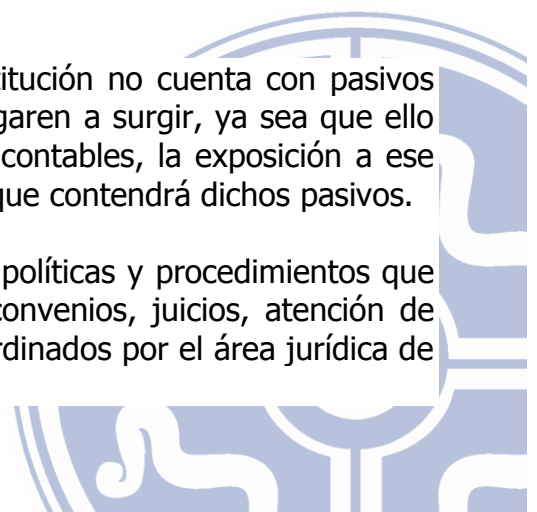 titución no cuenta con pasivos
garen a surgir, ya sea que ello
contables, la exposición a ese
que contendrá dichos pasivos.
políticas y procedimientos que
convenios, juicios, atención de
rdinados por el área jurídica de